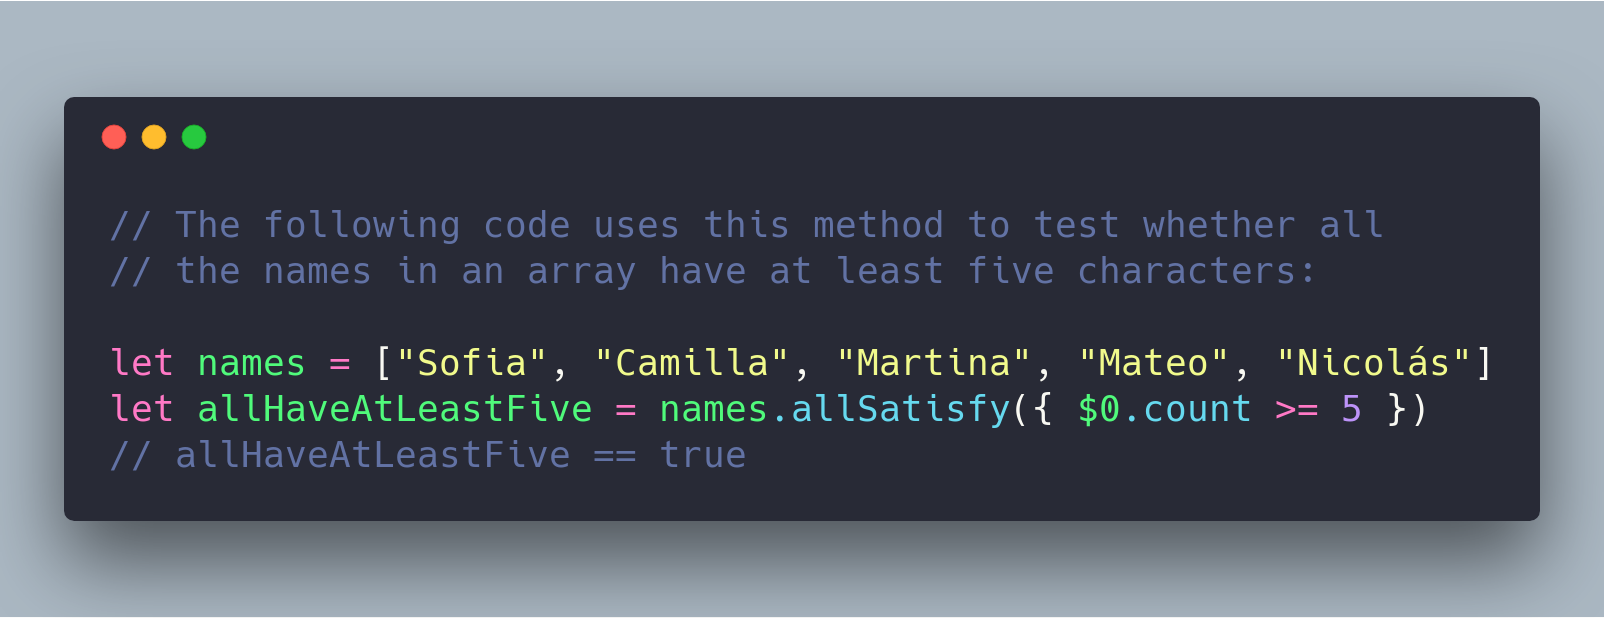 // The following code uses this method to test whether all
// the names in an array have at least five characters:
let names = ["Sofia", "Camilla", "Martina", "Mateo", "Nicolás"]
let allHaveAtLeastFive = names.allSatisfy({ $0.count >= 5 })
// allHaveAtLeastFive == true